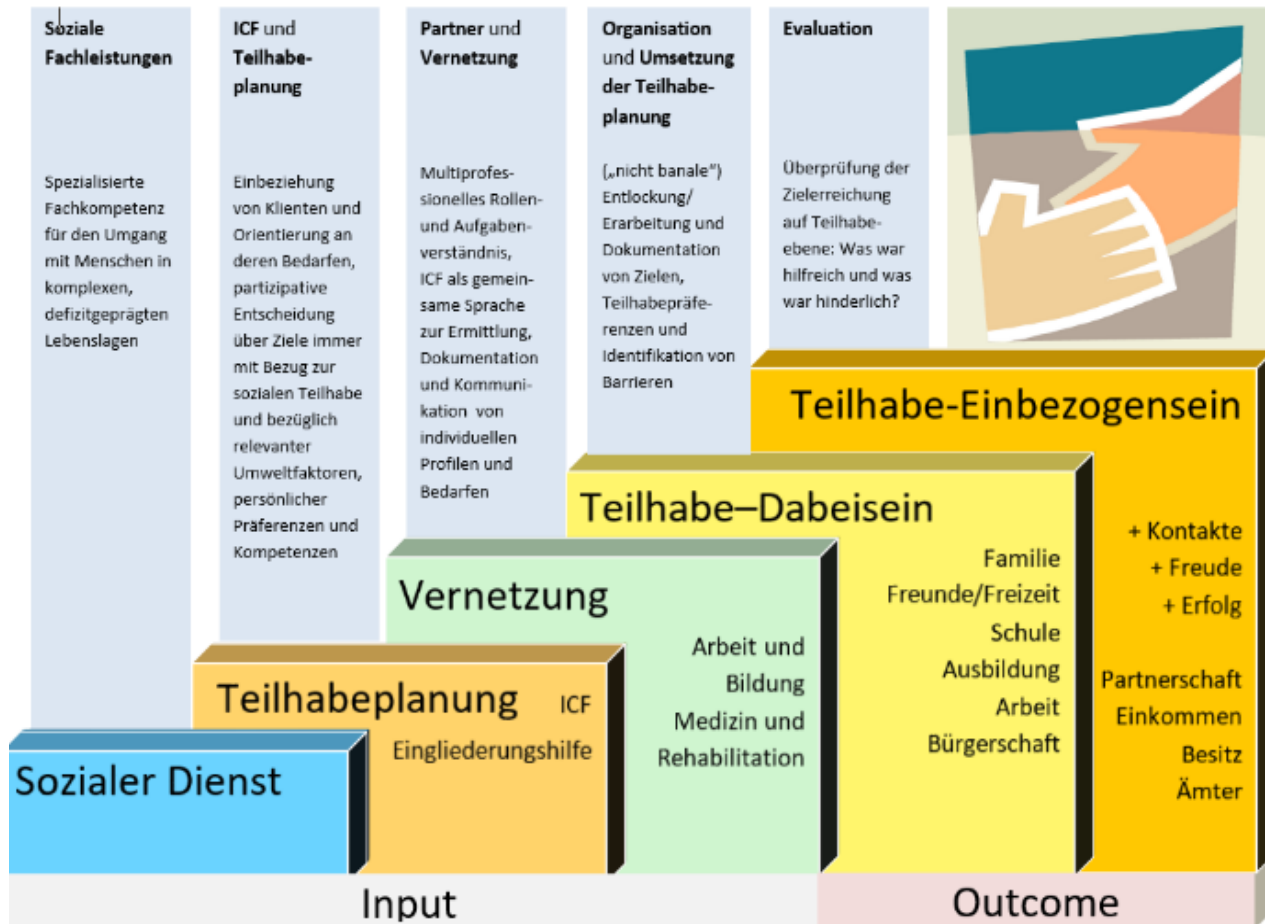 Soziale
Fachleistungen
Spezialisierte
Fachkompetenz
für den Umgang
mit Menschen in
komplexen,
defizitgeprägten
Lebenslagen
ICF und
Teilhabe-
planung
Einbeziehung
von Klienten und
Orientierung an
deren Bedarfen,
partizipative
Entscheidung
über Ziele immer
mit Bezug zur
sozialen Teilhabe
und bezüglich
relevanter
Umweltfaktoren,
persönlicher
Präferenzen und
Kompetenzen
Partner und
Vernetzung
Multiprofes-
sionelles Rollen-
und Aufgaben-
verständnis,
ICF als gemein-
same Sprache
zur Ermittlung,
Dokumentation
und Kommuni-
kation von
individuellen
Profilen und
Bedarfen
Organisation
und Umsetzung
der Teilhabe-
planung
(„nicht banale“)
Entlockung/
Erarbeitung und
Dokumentation
von Zielen,
Teilhabepräfe-
renzen und
Identifikation von
Barrieren
Evaluation
Überprüfung der
Zielerreichung
auf Teilhabe-
ebene: Was war
hilfreich und was
war hinderlich?
Sozialer Dienst
Teilhabeplanung ICF
Eingliederungshilfe
Vernetzung
Arbeit und
Bildung
Medizin und
Rehabilitation
Teilhabe–Dabeisein
Familie
Freunde/Freizeit
Schule
Ausbildung
Arbeit
Bürgerschaft
Teilhabe-Einbezogensein
+ Kontakte
+ Freude
+ Erfolg
Partnerschaft
Einkommen
Besitz
Ämter
Input
Outcome